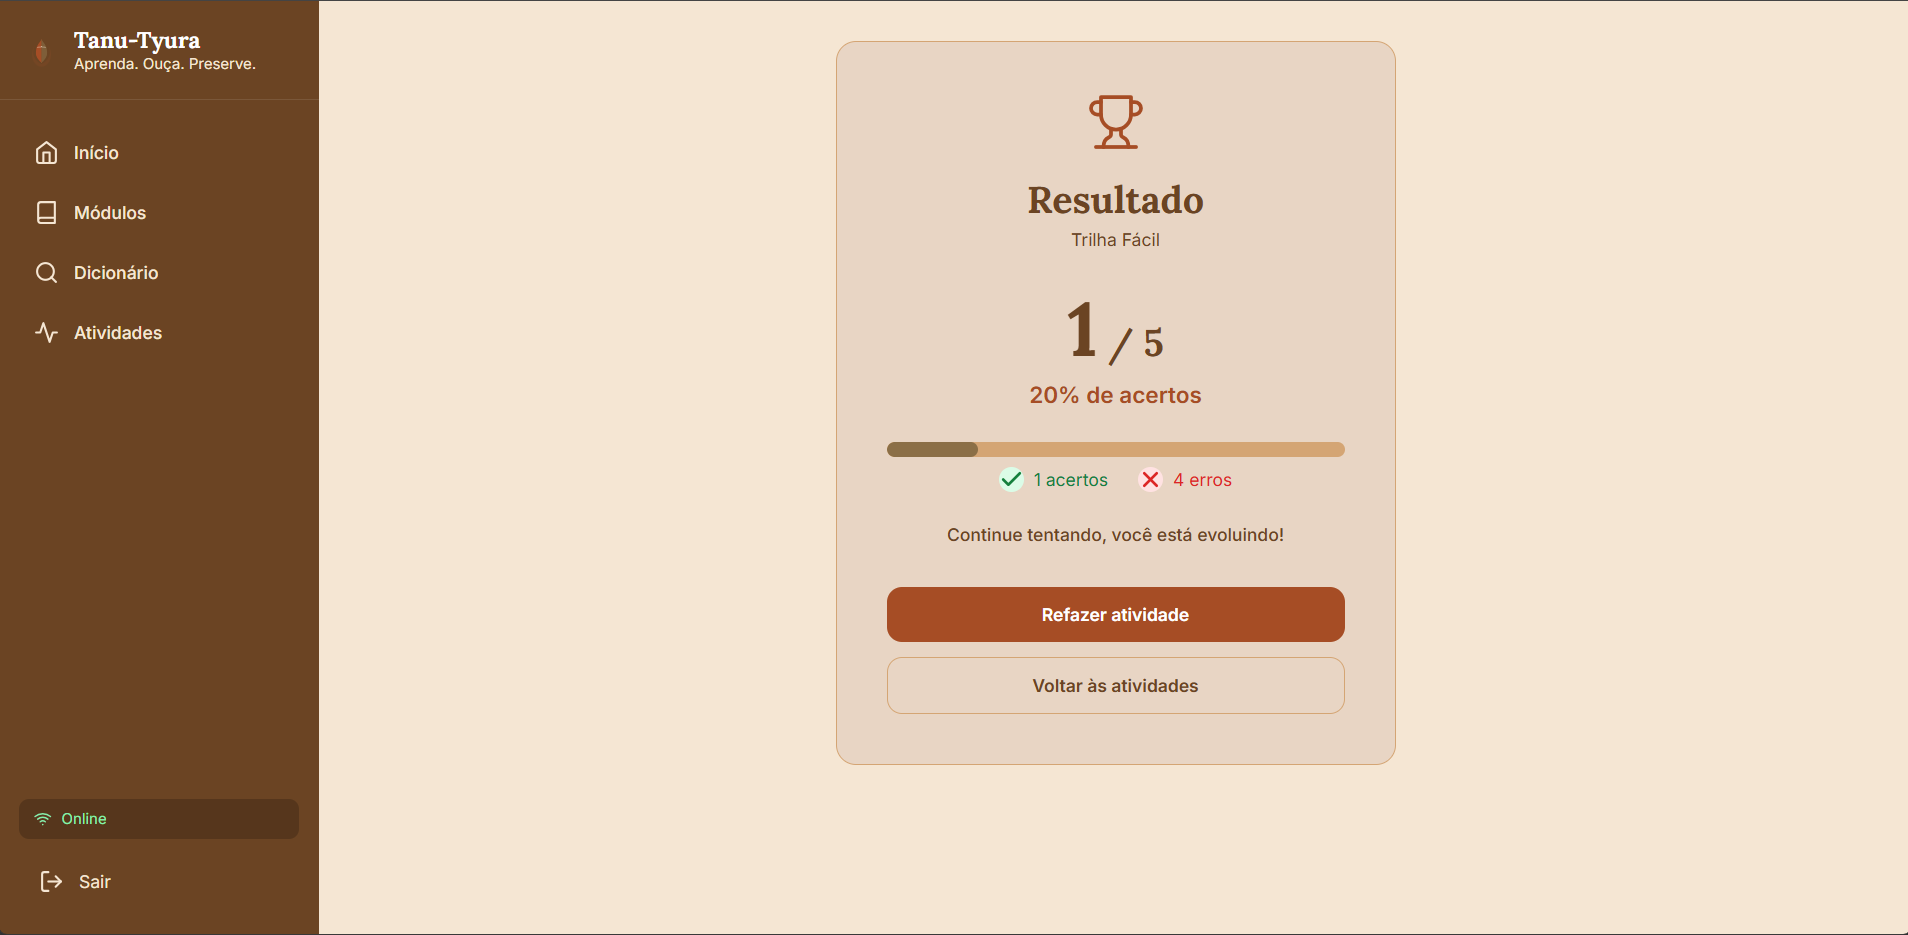 Tanu-Tyura
Aprenda. Ouça. Preserve.
Início
Módulos
Dicionário
Atividades
Online
Sair
Resultado
Trilha Fácil
1 / 5
20% de acertos
1 acertos 4 erros
Continue tentando, você está evoluindo!
Refazer atividade
Voltar às atividades